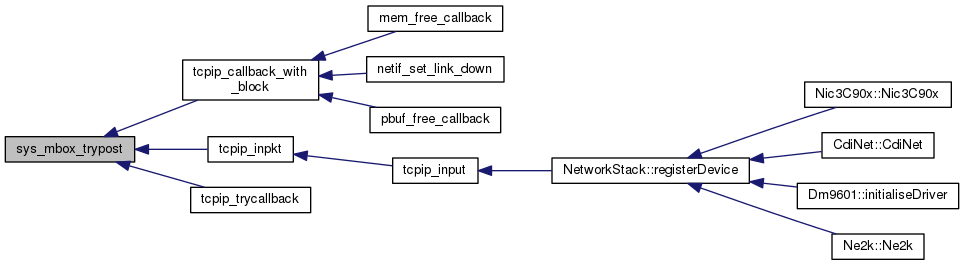 mem_free_callback
tcpip_callback_with
_block
netif_set_link_down
pbuf_free_callback
sys_mbox_trypost
tcpip_inpkt
tcpip_input
tcpip_trycallback
NetworkStack::registerDevice
Nic3C90x::Nic3C90x
CdiNet::CdiNet
Dm9601::initialiseDriver
Ne2k::Ne2k